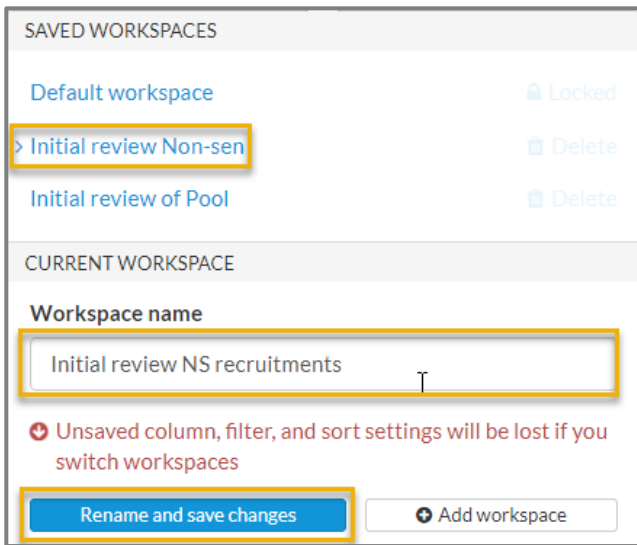 SAVED WORKSPACES
Default workspace Locked
> Initial review Non-sen Delete
Initial review of Pool Delete
CURRENT WORKSPACE
Workspace name
Initial review NS recruitments
Unsaved column, filter, and sort settings will be lost if you
switch workspaces
Rename and save changes Add workspace